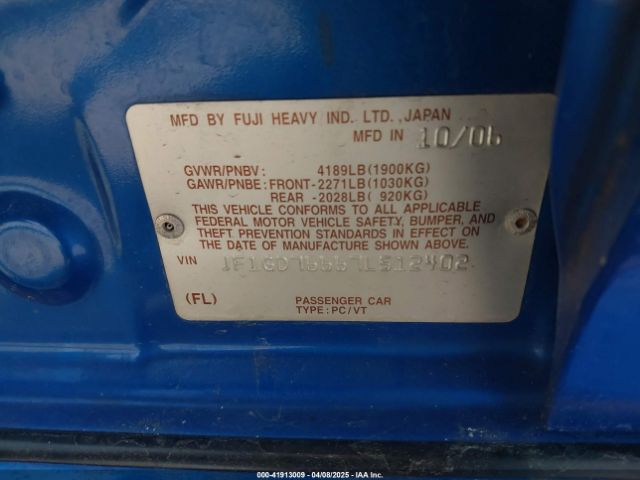 MFD BY FUJI HEAVY IND. LTD., JAPAN
MFD IN 10/06
GVWR/PNBV: 4189LB(1900KG)
GAWR/PNBE:FRONT-2271LB(1030KG)
REAR -2028LB( 920KG)
THIS VEHICLE CONFORMS TO ALL APPLICABLE
FEDERAL MOTOR VEHICLE SAFETY, BUMPER, AND
THEFT PREVENTION STANDARDS IN EFFECT ON
THE DATE OF MANUFACTURE SHOWN ABOVE.
VIN JF1GD76667L512402
(FL) PASSENGER CAR
TYPE:PC/VT
000-41913009 - 04/08/2025 - IAA Inc.